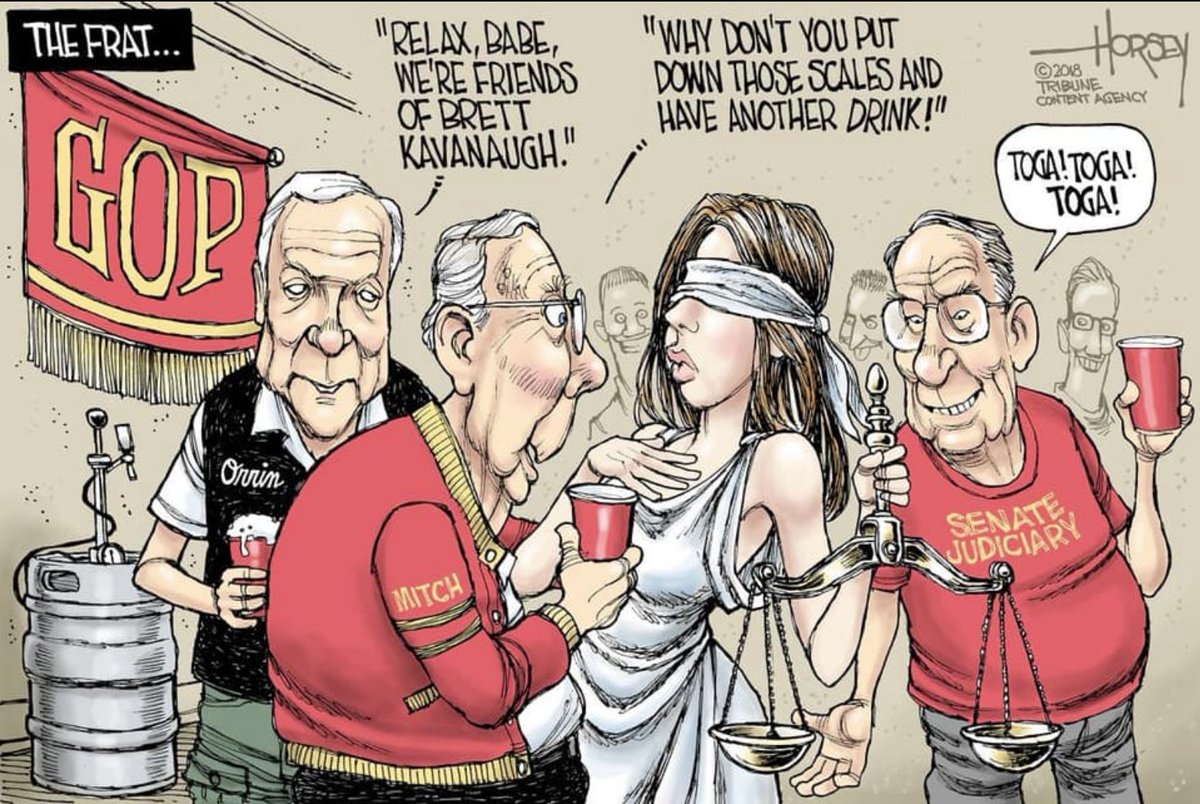 THE FRAT...
"RELAX, BABE,
WE'RE FRIENDS
OF BRETT
KAVANAUGH."
"WHY DON'T YOU PUT
DOWN THOSE SCALES AND
HAVE ANOTHER DRINK!"
HORSEY
©2018
TRIBUNE
CONTENT AGENCY
TOGA! TOGA!
TOGA!
GOP
Orrin
MITCH
SENATE
JUDICIARY